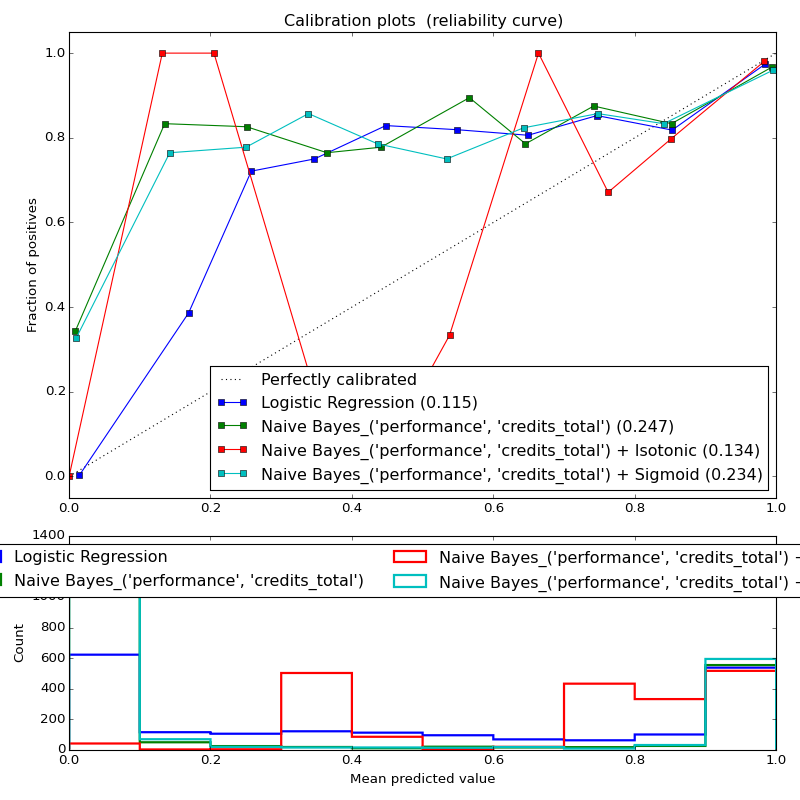 Calibration plots (reliability curve)
1.0
0.8
0.6
0.4
0.2
0.0
Fraction of positives
Perfectly calibrated
Logistic Regression (0.115)
Naive Bayes_('performance', 'credits_total') (0.247)
Naive Bayes_('performance', 'credits_total') + Isotonic (0.134)
Naive Bayes_('performance', 'credits_total') + Sigmoid (0.234)
0.0 0.2 0.4 0.6 0.8 1.0
1400
Logistic Regression
Naive Bayes_('performance', 'credits_total')
Naive Bayes_('performance', 'credits_total')
Naive Bayes_('performance', 'credits_total')
800
600
400
200
0
Count
0.0 0.2 0.4 0.6 0.8 1.0
Mean predicted value